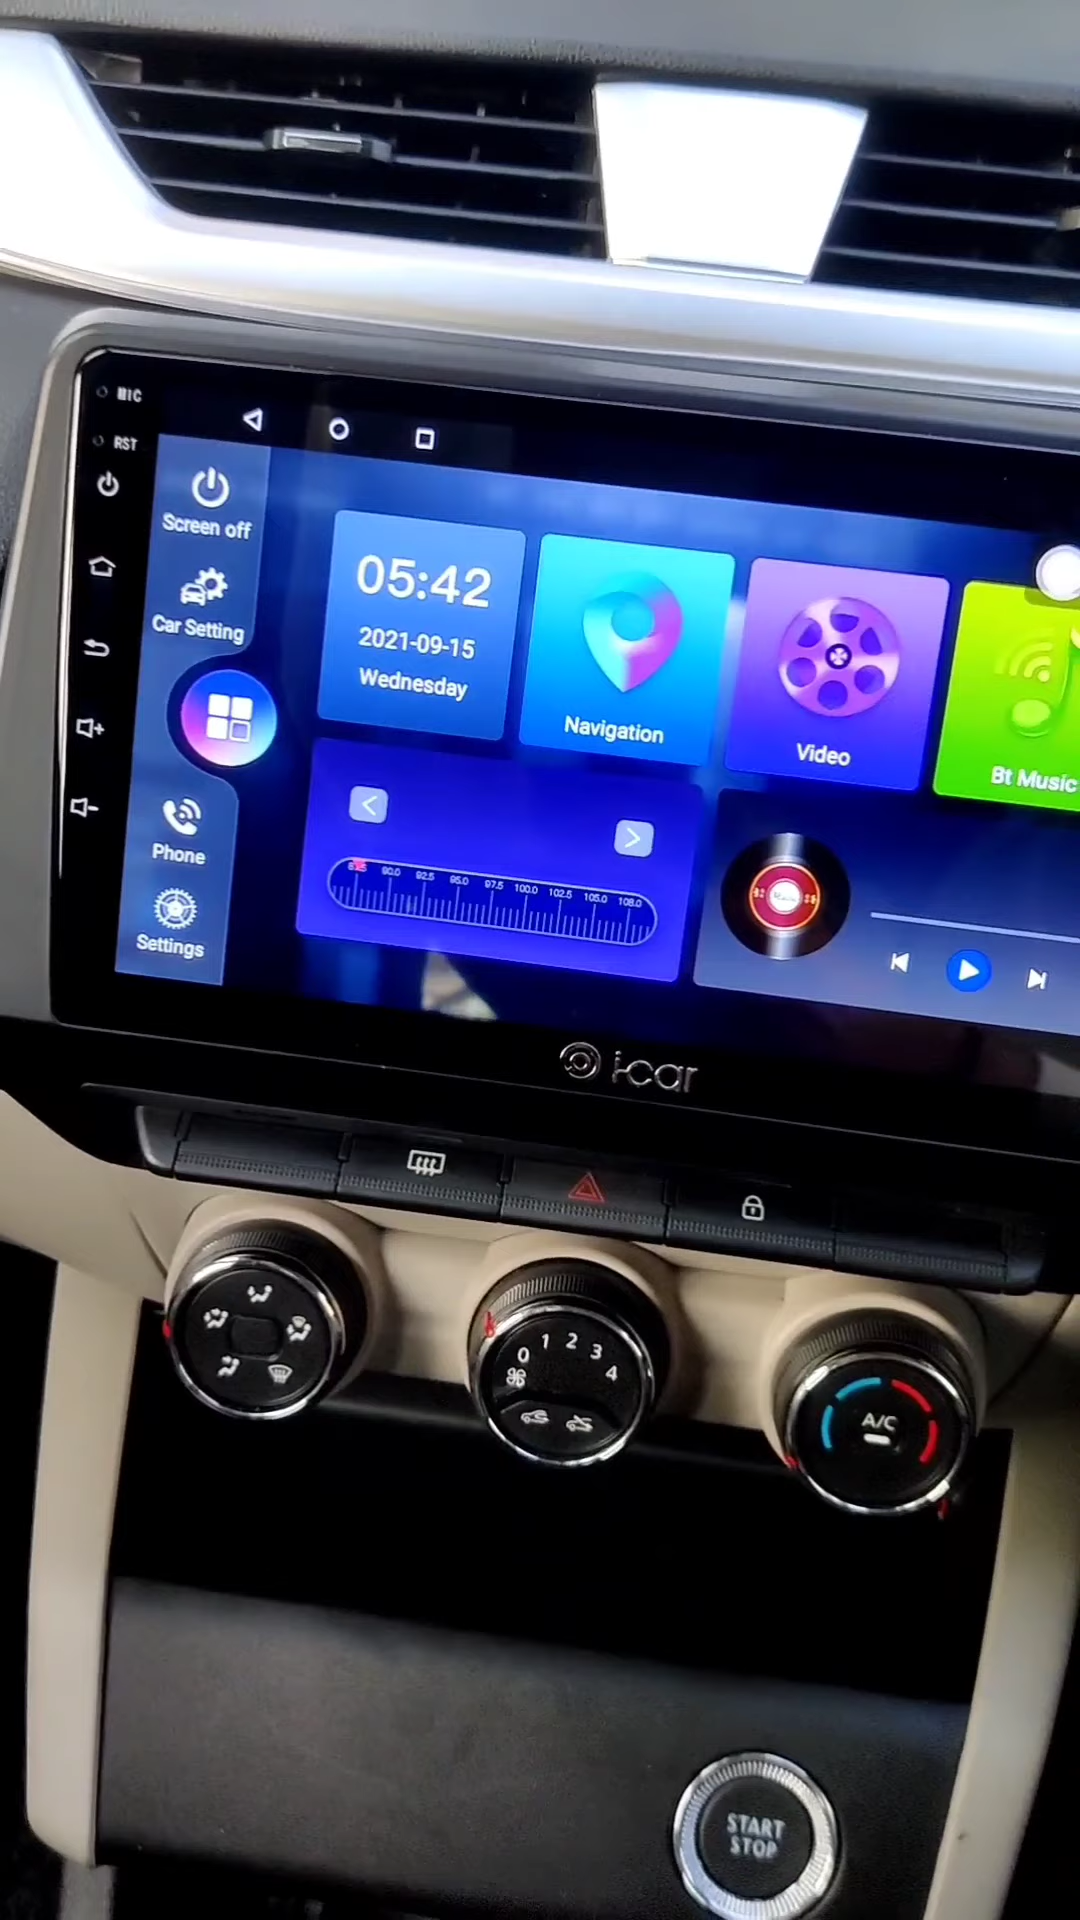 MIC
RST
Screen off
Car Setting
Phone
Settings
05:42
2021-09-15
Wednesday
Navigation
Video
Bt Music
90.0 92.5 95.0 97.5 100.0 102.5 105.0 108.0
i-car
0 1 2 3 4
A/C
START
STOP